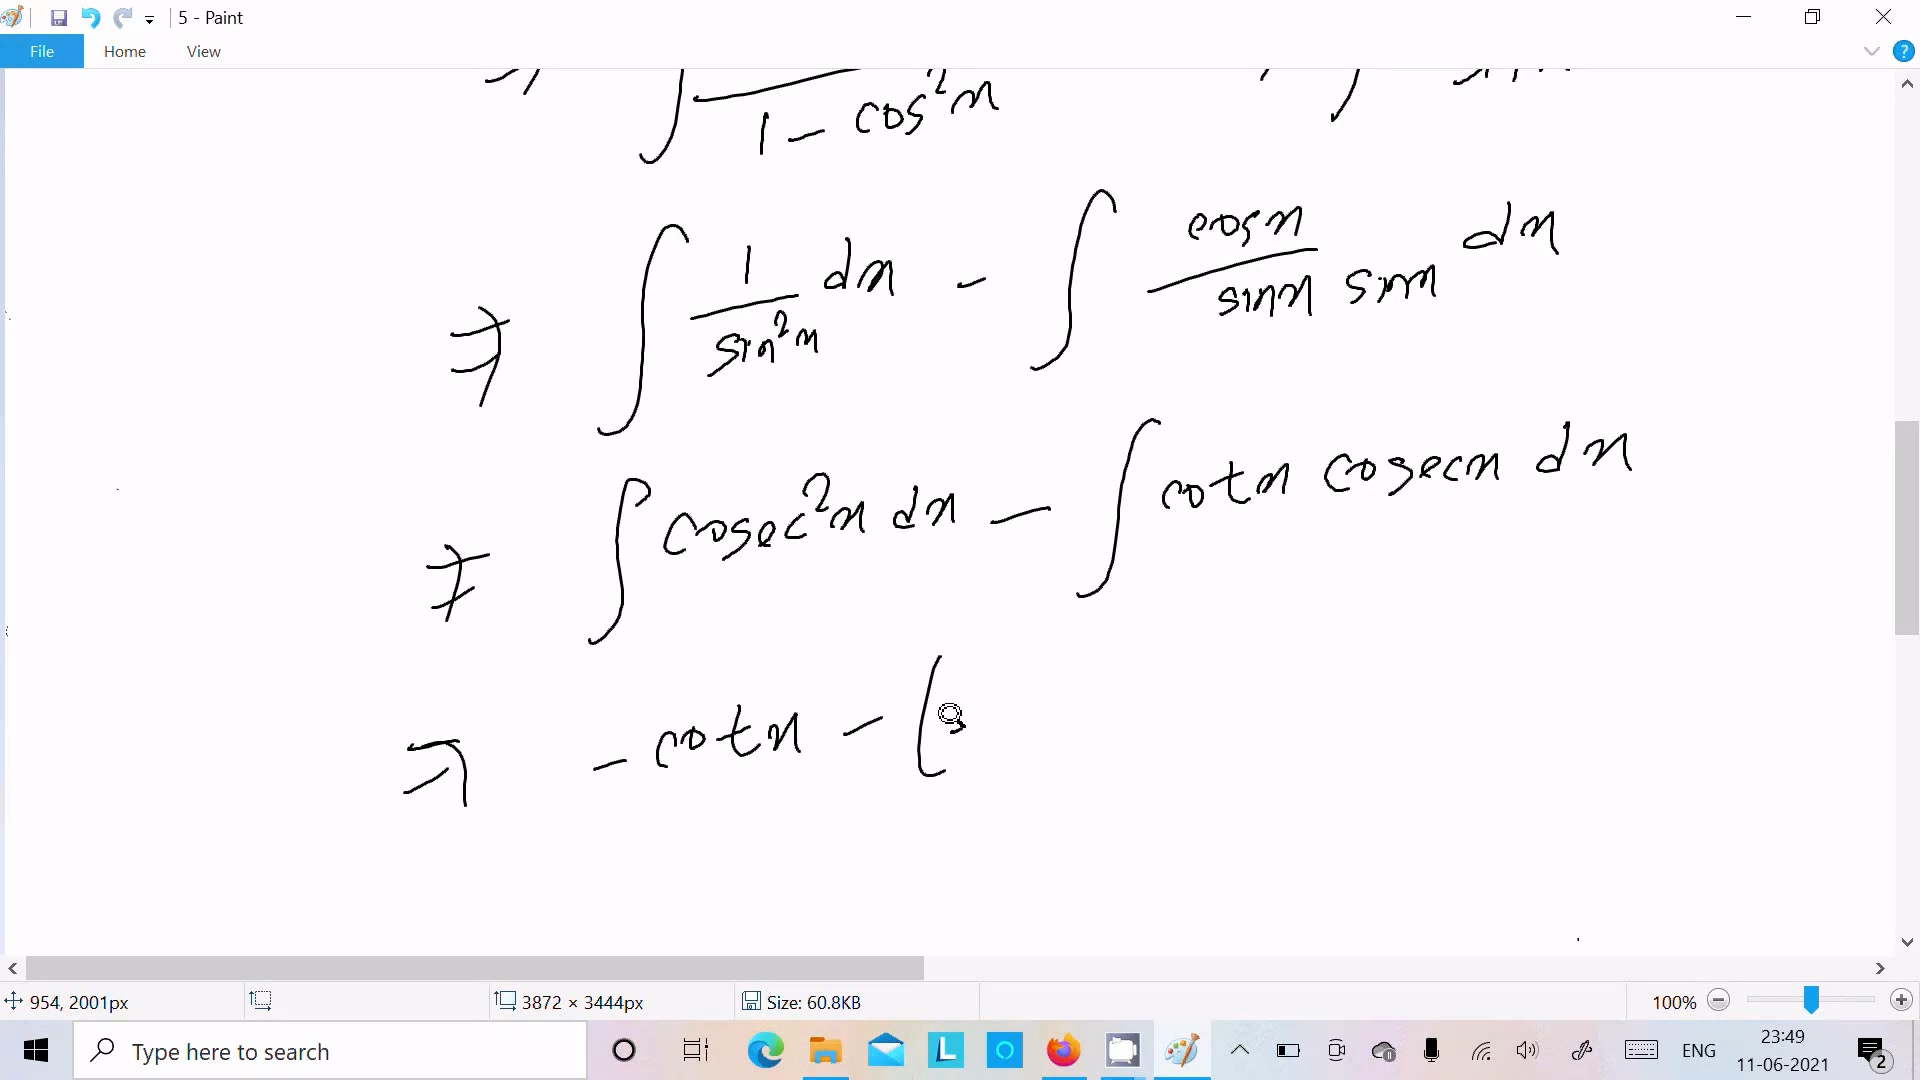 5 - Paint
File Home View
1 - cos²x
⇒ ∫ 1/sin²x dx - ∫ cosx/sinx sinx dx
⇒ ∫ cosec²x dx - ∫ cotx cosecx dx
⇒ - cotx - (
954, 2001px 3872 × 3444px Size: 60.8KB 100%
Type here to search L ENG 23:49
11-06-2021 2